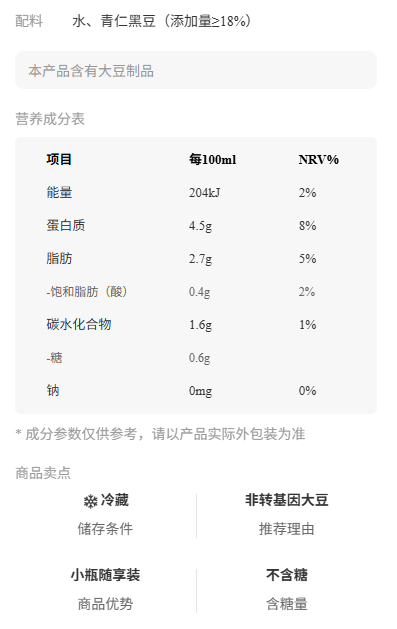 配料 水、青仁黑豆（添加量≥18%）
本产品含有大豆制品
营养成分表
项目 每100ml NRV%
能量 204kJ 2%
蛋白质 4.5g 8%
脂肪 2.7g 5%
-饱和脂肪（酸） 0.4g 2%
碳水化合物 1.6g 1%
-糖 0.6g
钠 0mg 0%
* 成分参数仅供参考，请以产品实际外包装为准
商品卖点
冷藏 非转基因大豆
储存条件 推荐理由
小瓶随享装 不含糖
商品优势 含糖量